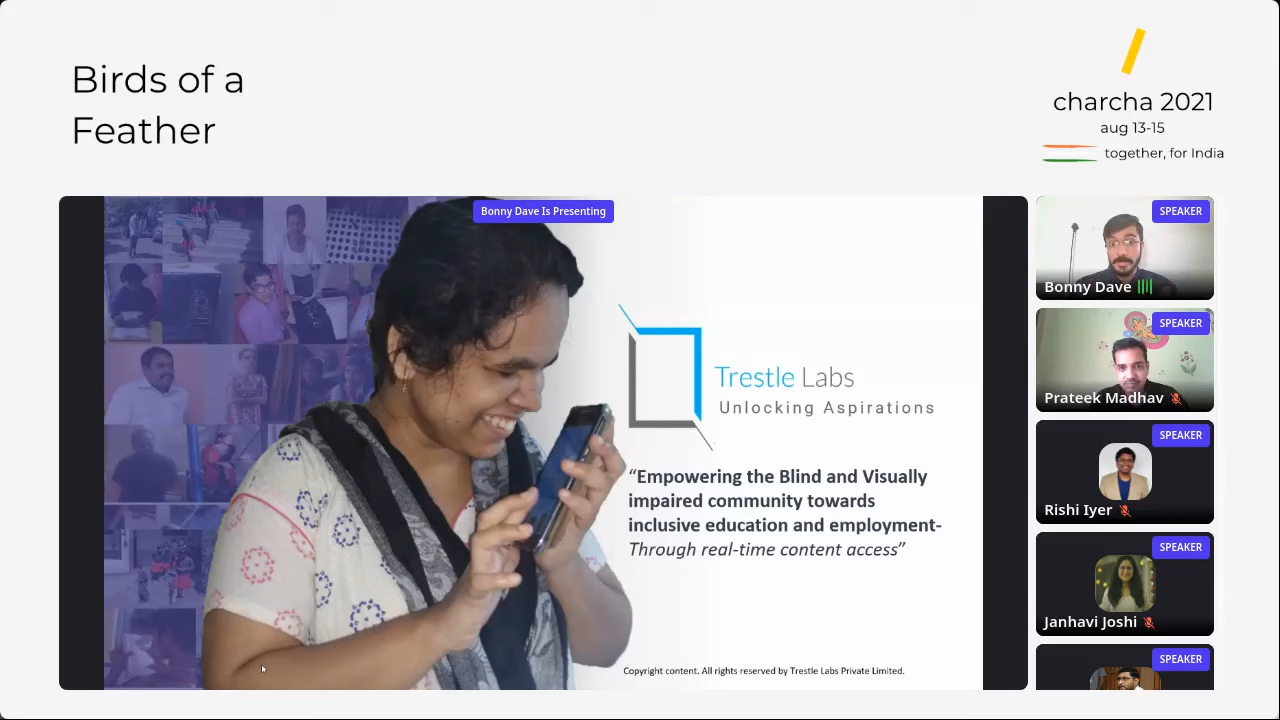 Birds of a
Feather
charcha 2021
aug 13-15
together, for India
Bonny Dave Is Presenting
Trestle Labs
Unlocking Aspirations
“Empowering the Blind and Visually
impaired community towards
inclusive education and employment-
Through real-time content access”
Copyright content. All rights reserved by Trestle Labs Private Limited.
SPEAKER
Bonny Dave
SPEAKER
Prateek Madhav
SPEAKER
Rishi Iyer
SPEAKER
Janhavi Joshi
SPEAKER